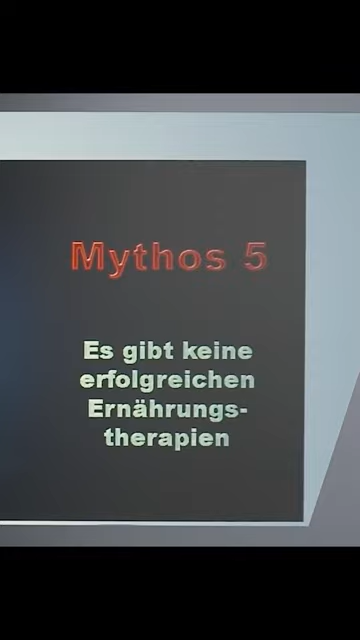 Mythos 5
Es gibt keine
erfolgreichen
Ernährungs-
therapien